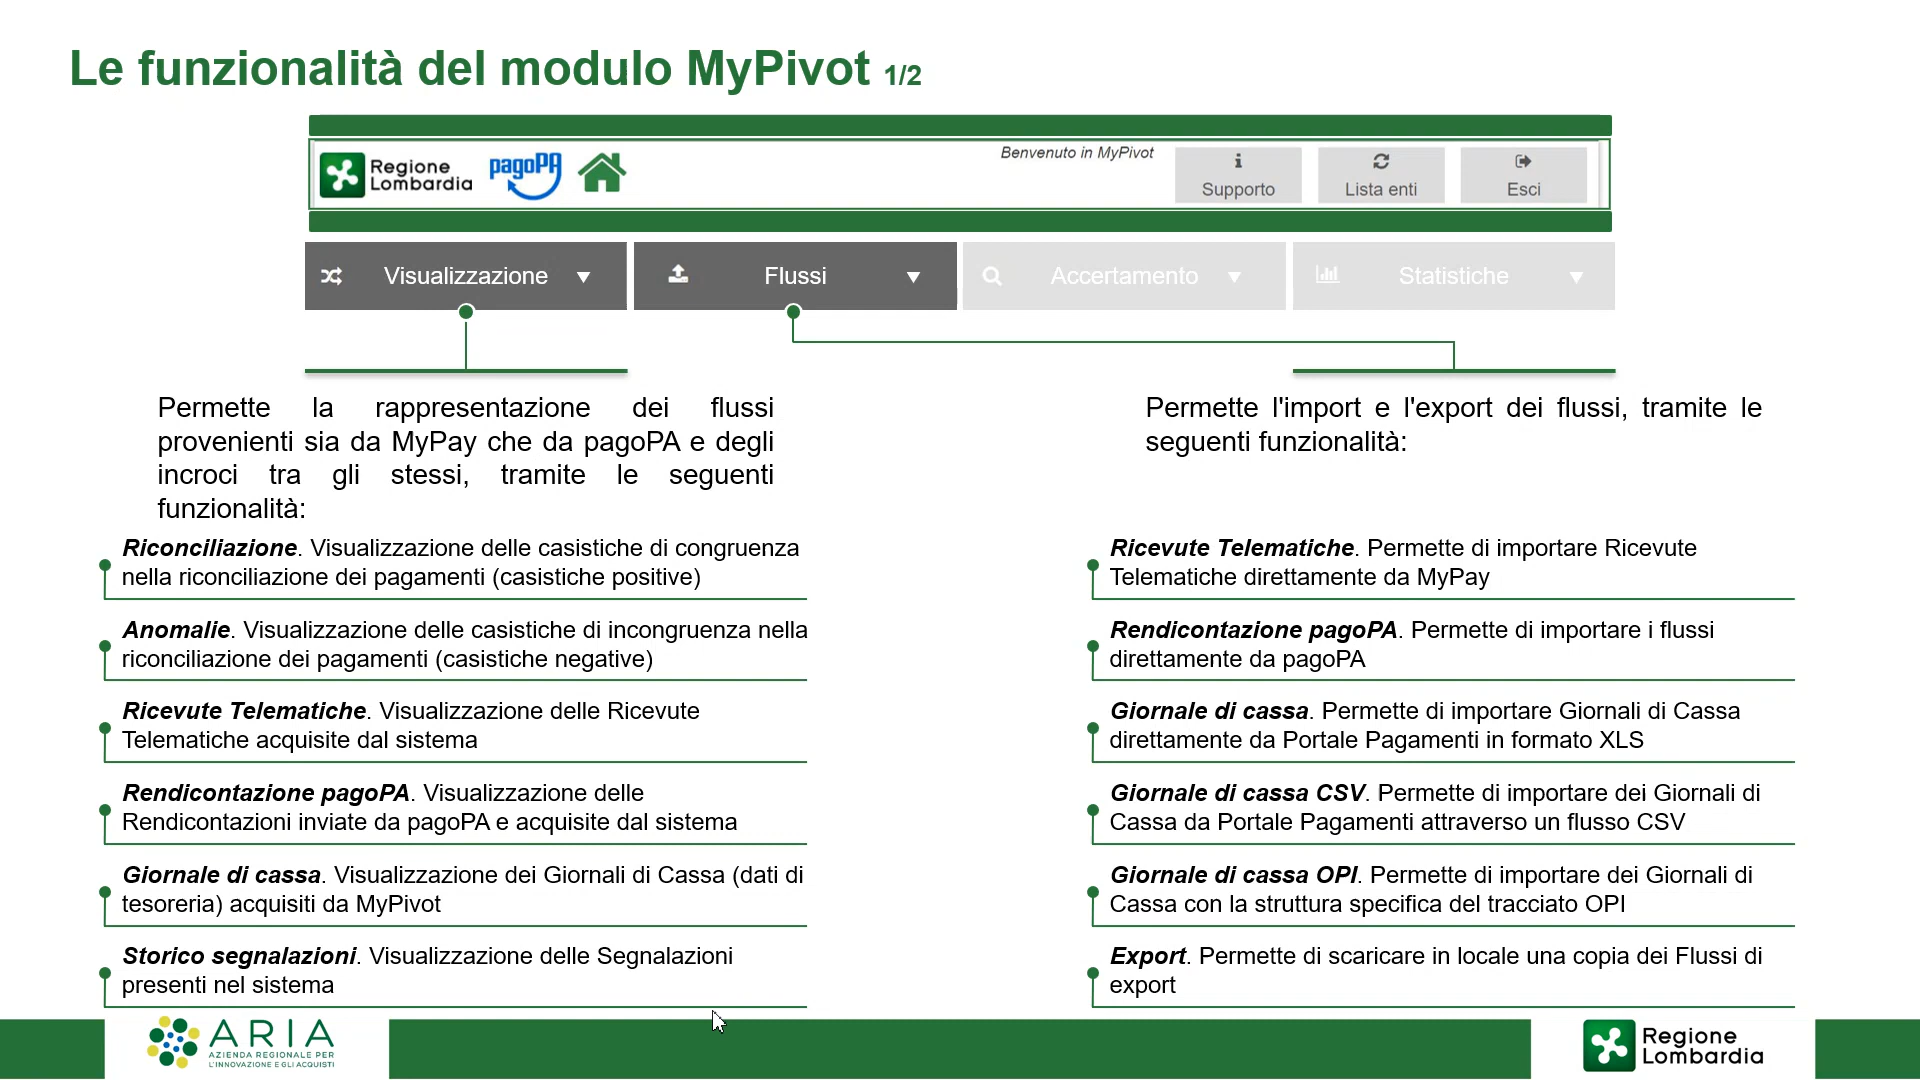 Le funzionalità del modulo MyPivot 1/2
Regione
Lombardia
pagoPA
Benvenuto in MyPivot
Supporto
Lista enti
Esci
Visualizzazione
Flussi
Accertamento
Statistiche
Permette la rappresentazione dei flussi
provenienti sia da MyPay che da pagoPA e degli
incroci tra gli stessi, tramite le seguenti
funzionalità:
Riconciliazione. Visualizzazione delle casistiche di congruenza
nella riconciliazione dei pagamenti (casistiche positive)
Anomalie. Visualizzazione delle casistiche di incongruenza nella
riconciliazione dei pagamenti (casistiche negative)
Ricevute Telematiche. Visualizzazione delle Ricevute
Telematiche acquisite dal sistema
Rendicontazione pagoPA. Visualizzazione delle
Rendicontazioni inviate da pagoPA e acquisite dal sistema
Giornale di cassa. Visualizzazione dei Giornali di Cassa (dati di
tesoreria) acquisiti da MyPivot
Storico segnalazioni. Visualizzazione delle Segnalazioni
presenti nel sistema
Permette l'import e l'export dei flussi, tramite le
seguenti funzionalità:
Ricevute Telematiche. Permette di importare Ricevute
Telematiche direttamente da MyPay
Rendicontazione pagoPA. Permette di importare i flussi
direttamente da pagoPA
Giornale di cassa. Permette di importare Giornali di Cassa
direttamente da Portale Pagamenti in formato XLS
Giornale di cassa CSV. Permette di importare dei Giornali di
Cassa da Portale Pagamenti attraverso un flusso CSV
Giornale di cassa OPI. Permette di importare dei Giornali di
Cassa con la struttura specifica del tracciato OPI
Export. Permette di scaricare in locale una copia dei Flussi di
export
ARIA
AZIENDA REGIONALE PER
L'INNOVAZIONE E GLI ACQUISTI
Regione
Lombardia